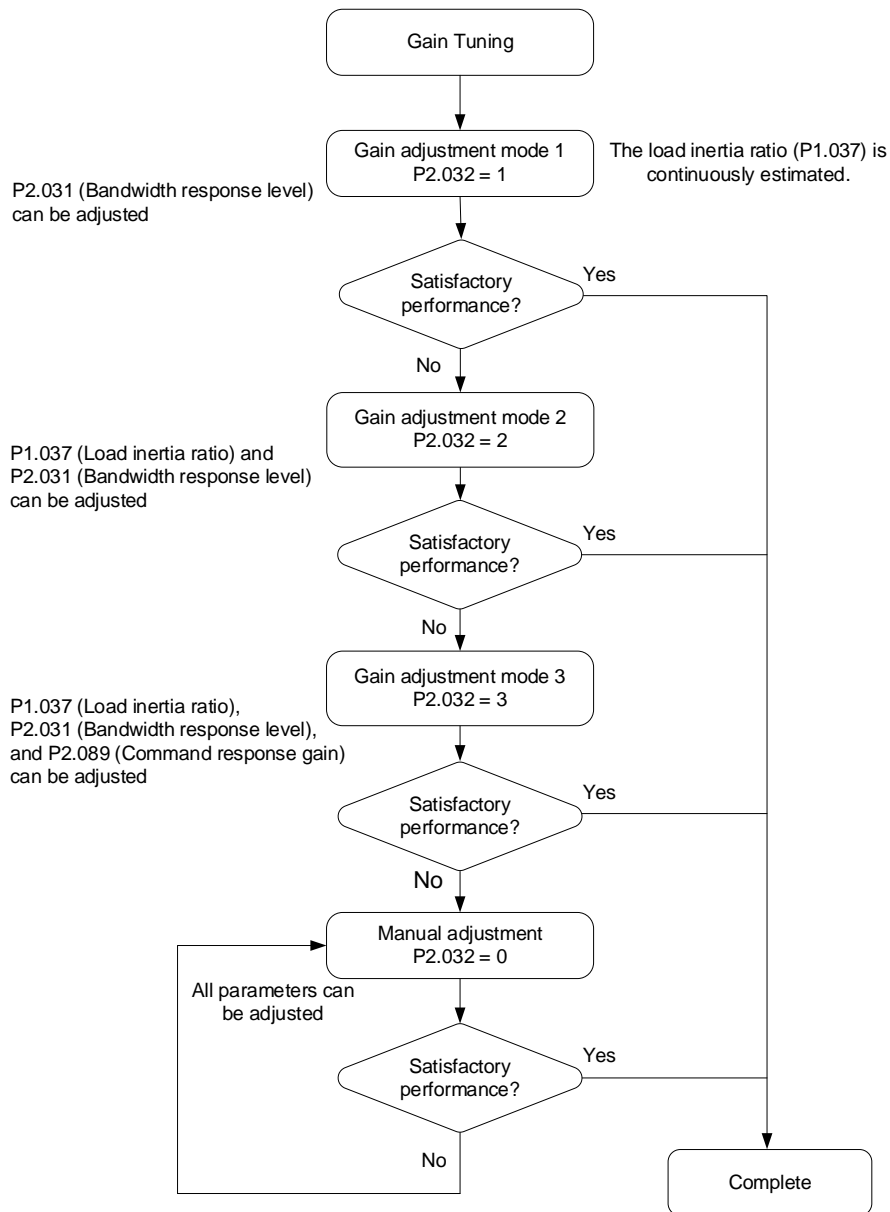 Gain Tuning
Gain adjustment mode 1
P2.032 = 1
The load inertia ratio (P1.037) is
continuously estimated.
P2.031 (Bandwidth response level)
can be adjusted
Satisfactory
performance?
Yes
No
Gain adjustment mode 2
P2.032 = 2
P1.037 (Load inertia ratio) and
P2.031 (Bandwidth response level)
can be adjusted
Satisfactory
performance?
Yes
No
Gain adjustment mode 3
P2.032 = 3
P1.037 (Load inertia ratio),
P2.031 (Bandwidth response level),
and P2.089 (Command response gain)
can be adjusted
Satisfactory
performance?
Yes
No
Manual adjustment
P2.032 = 0
All parameters can
be adjusted
Satisfactory
performance?
Yes
No
Complete